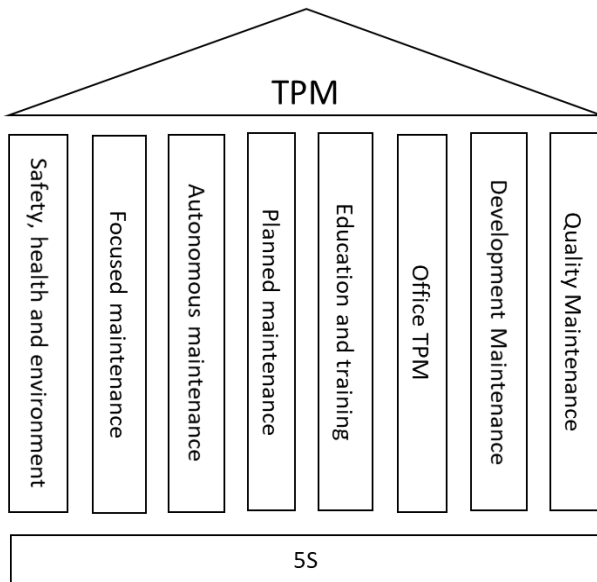 TPM
Safety, health and environment
Focused maintenance
Autonomous maintenance
Planned maintenance
Education and training
Office TPM
Development Maintenance
Quality Maintenance
5S